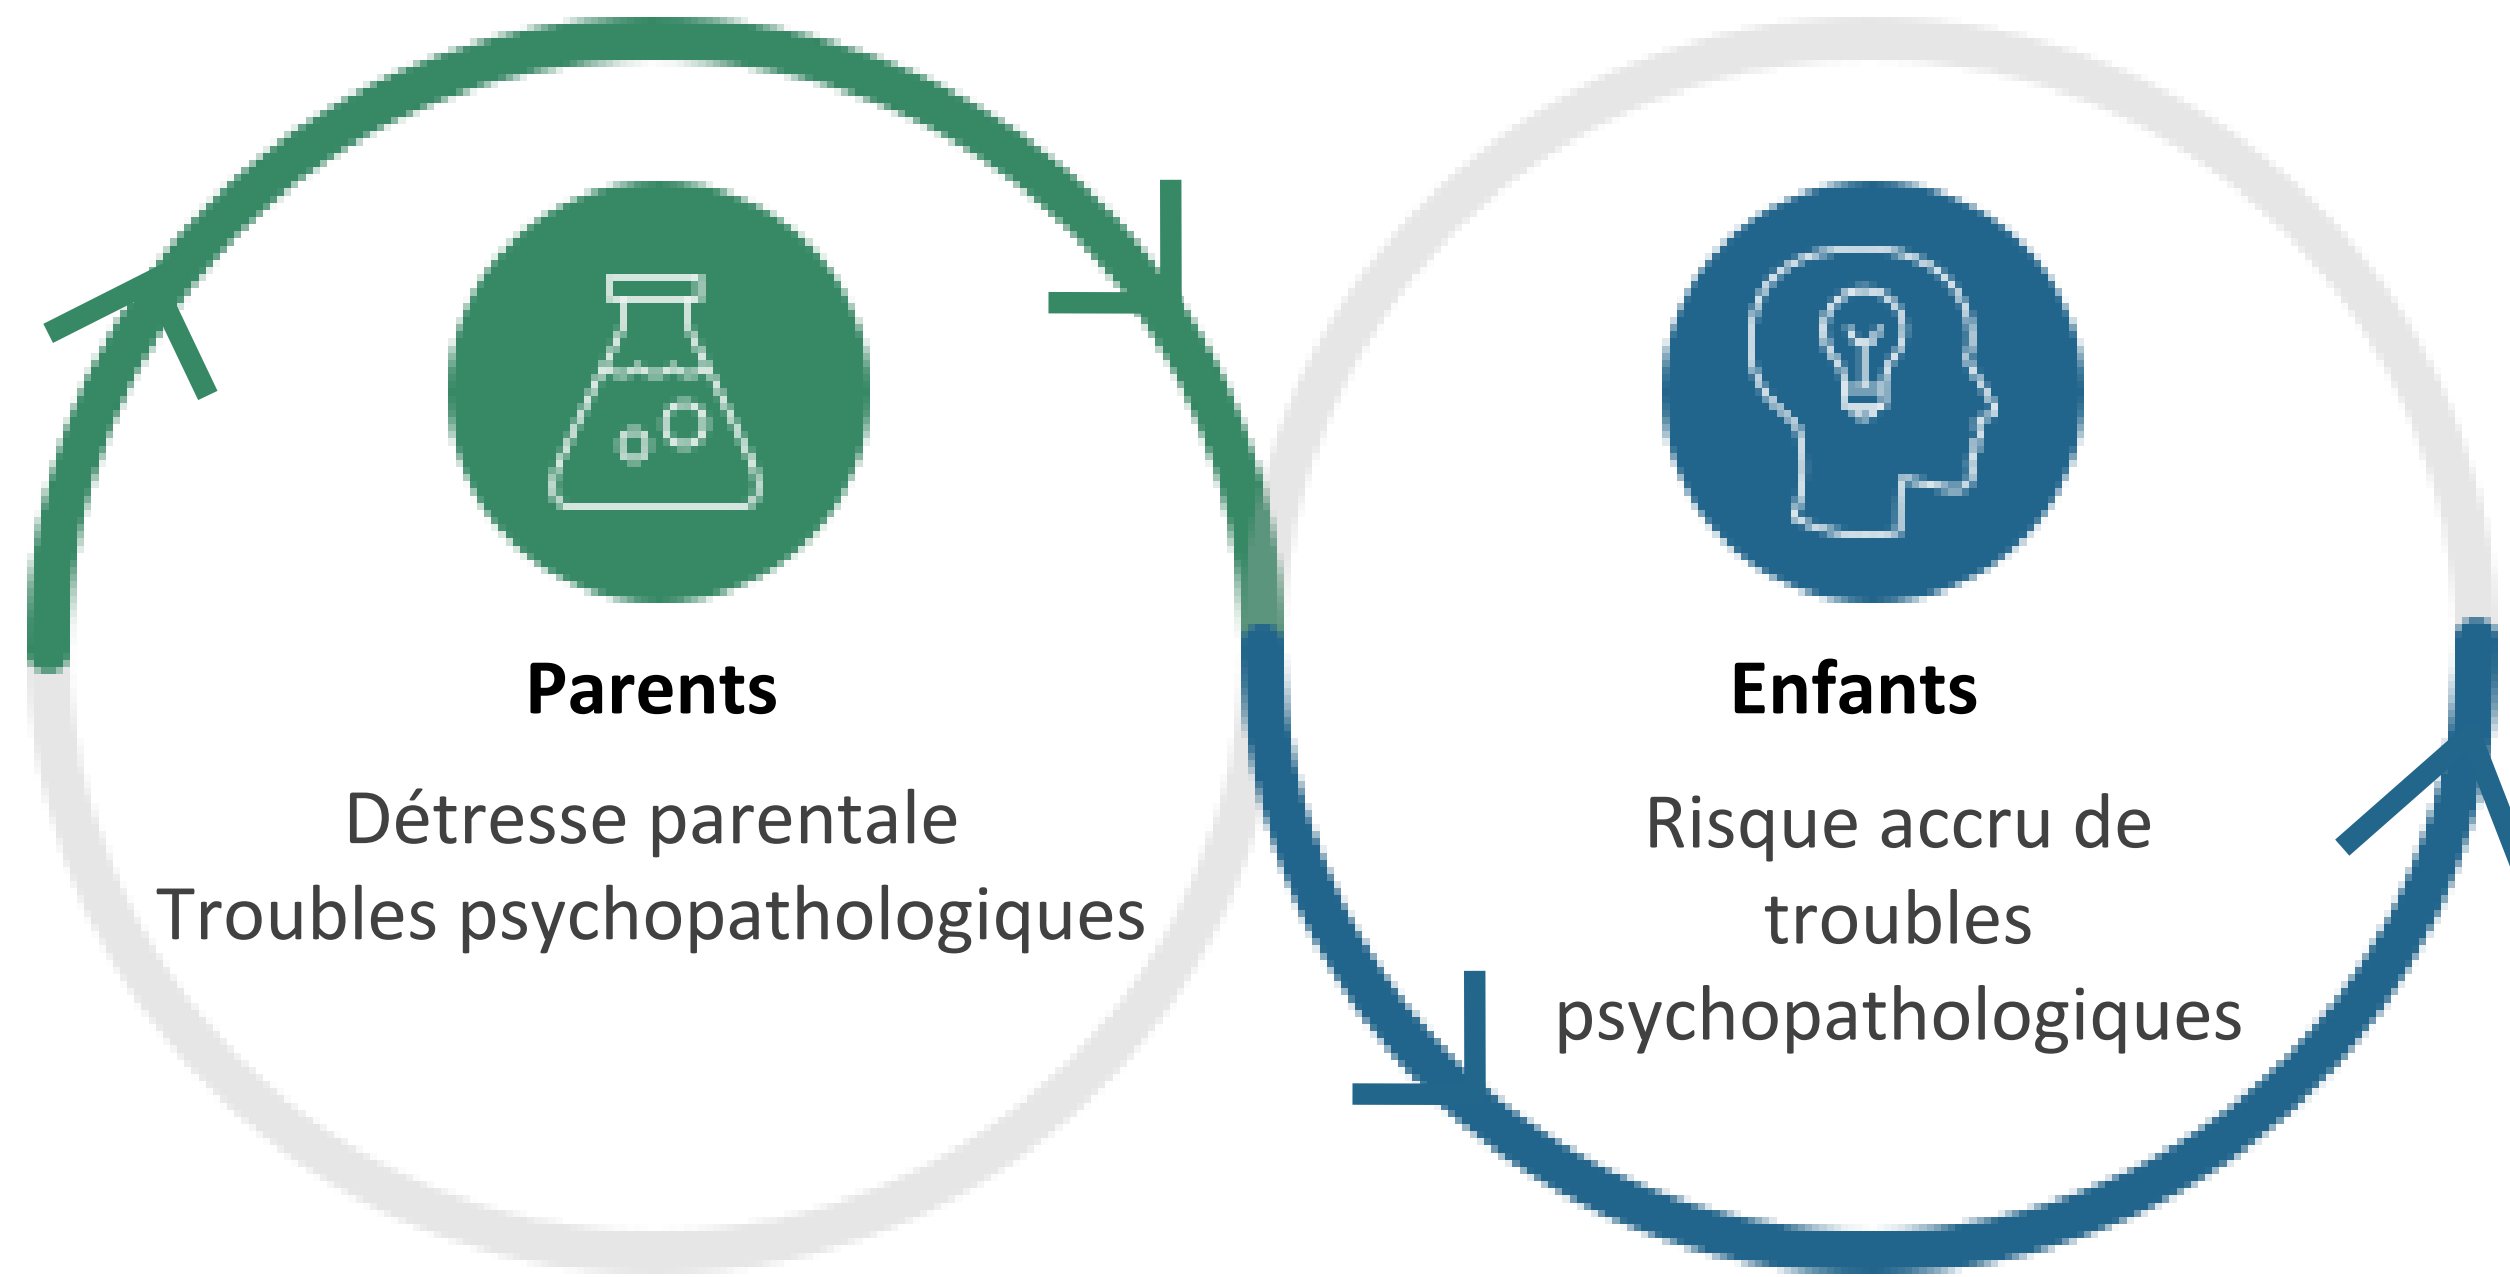 Parents
Détresse parentale
Troubles psychopathologiques
Enfants
Risque accru de
troubles
psychopathologiques